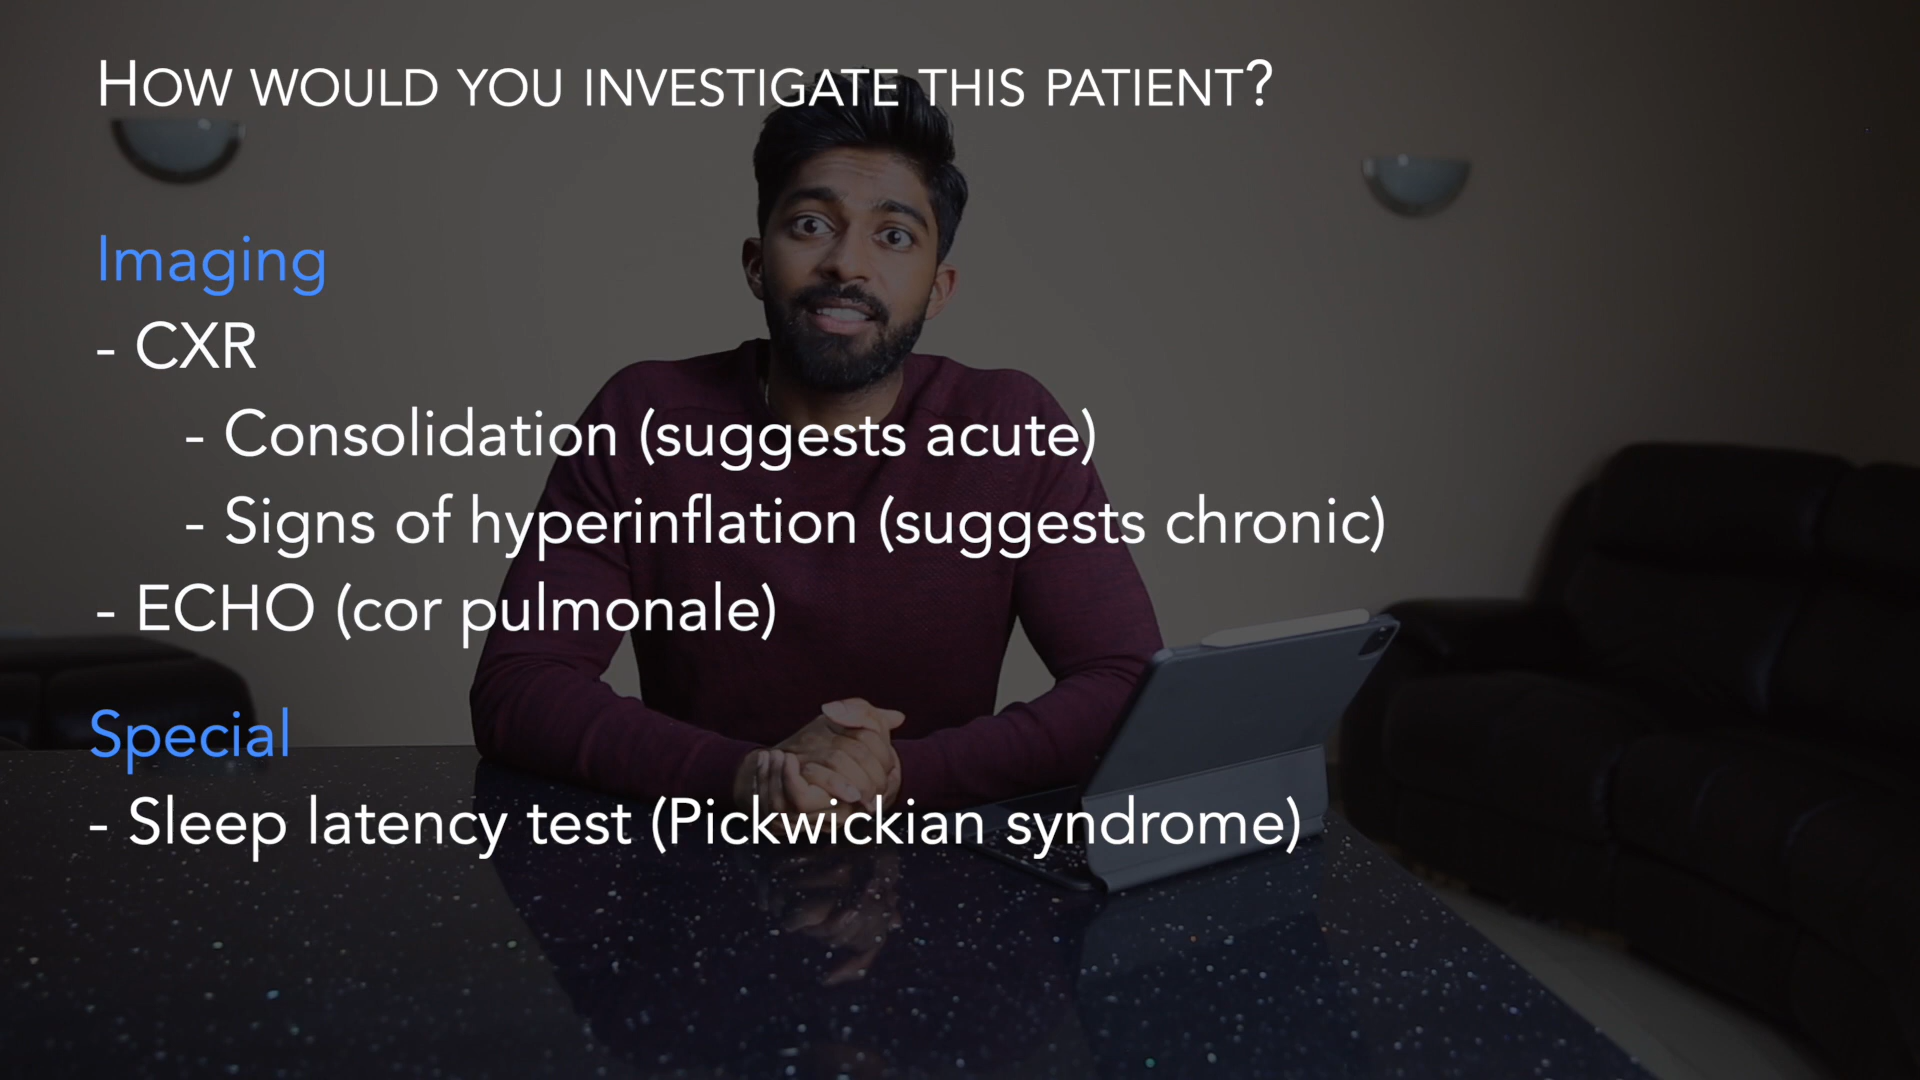 HOW WOULD YOU INVESTIGATE THIS PATIENT?
Imaging
- CXR
- Consolidation (suggests acute)
- Signs of hyperinflation (suggests chronic)
- ECHO (cor pulmonale)
Special
- Sleep latency test (Pickwickian syndrome)